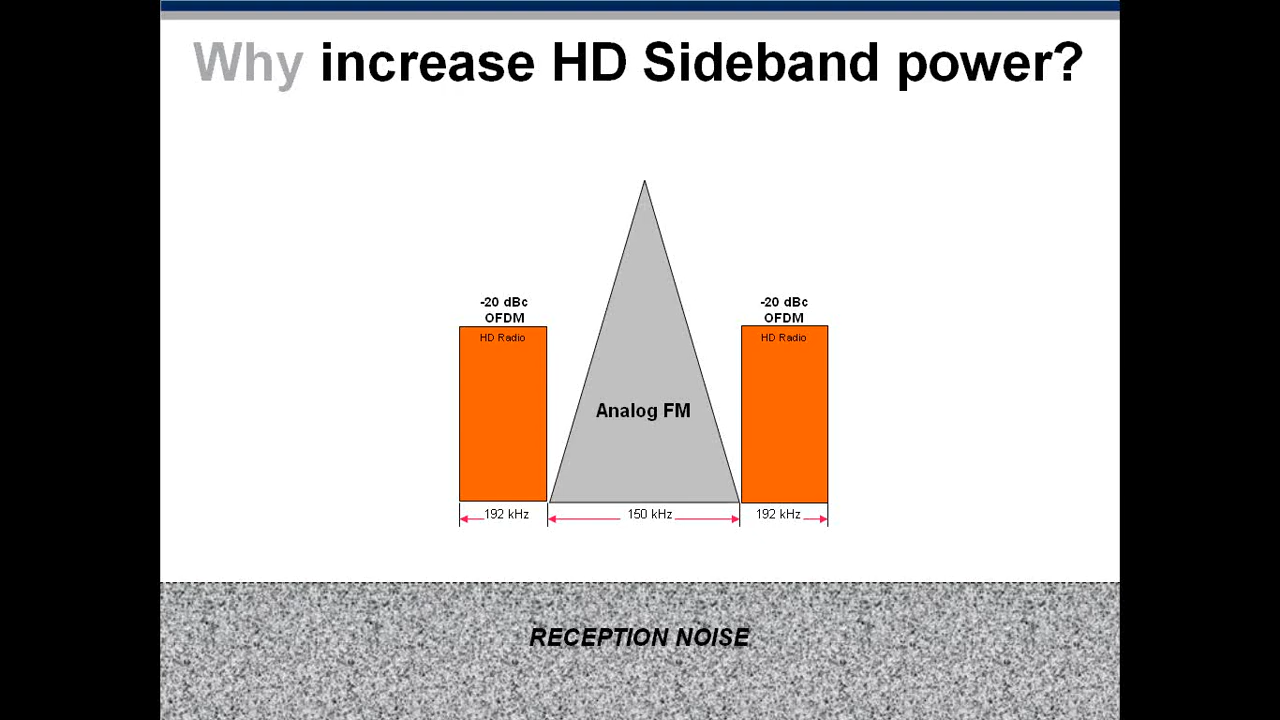 Why increase HD Sideband power?
-20 dBc
OFDM
HD Radio
-20 dBc
OFDM
HD Radio
Analog FM
192 kHz
150 kHz
192 kHz
RECEPTION NOISE